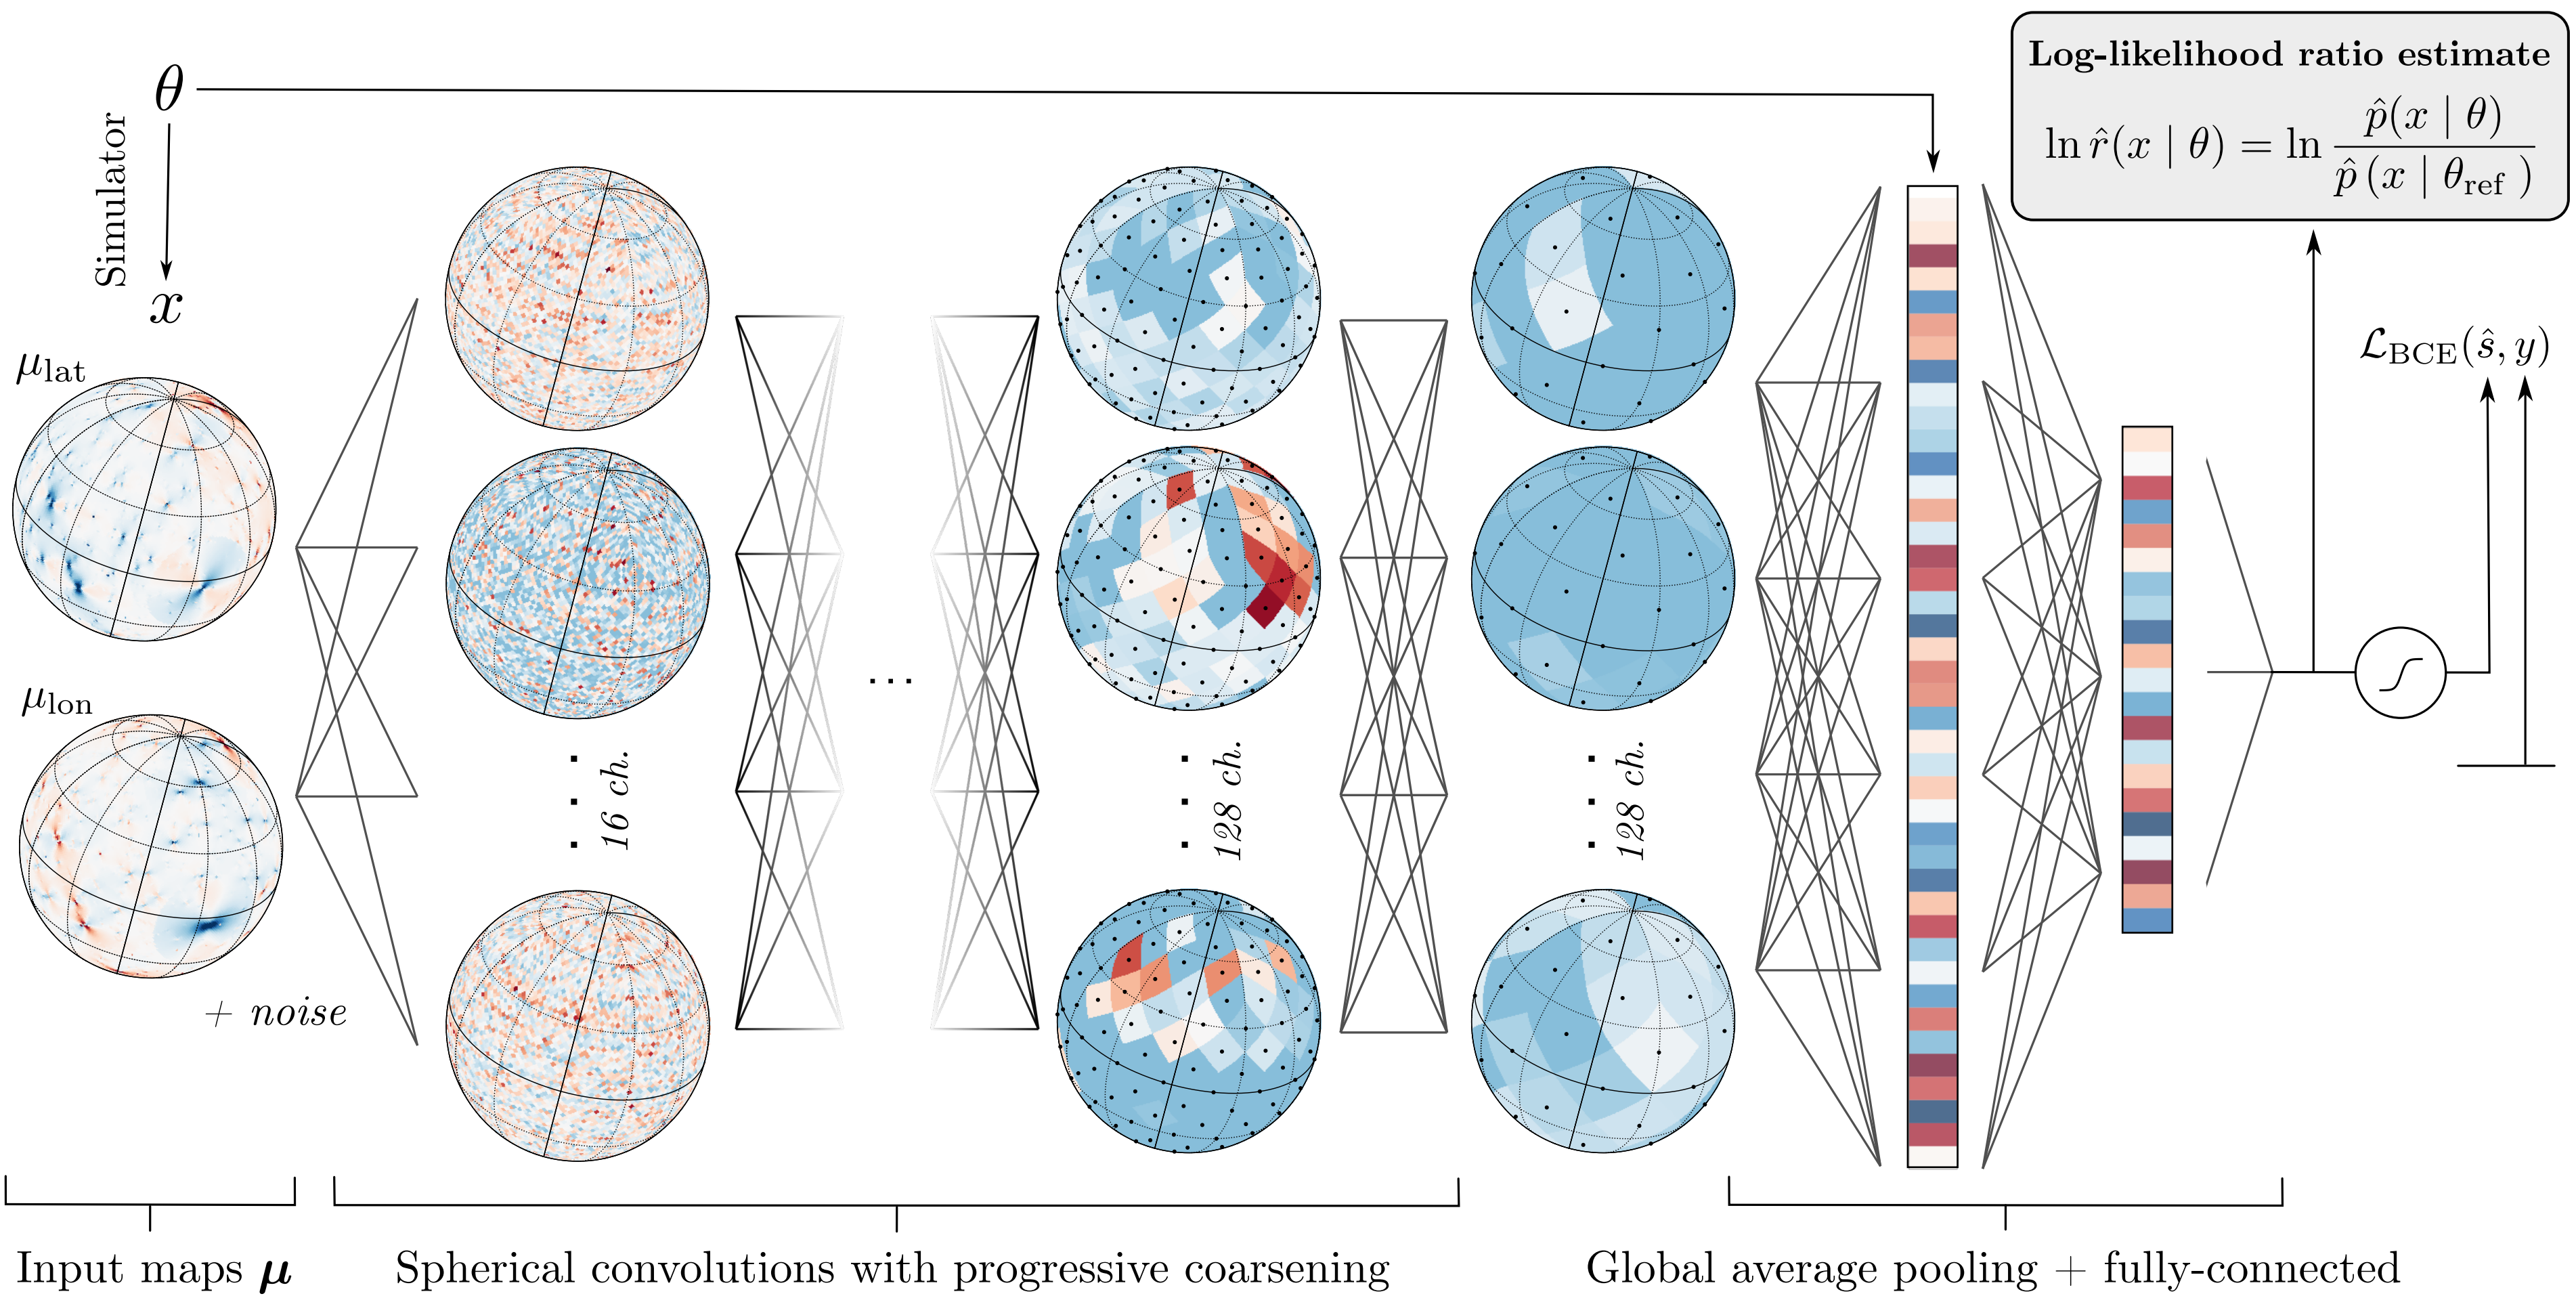 θ
Simulator
x
μ_lat
μ_lon
+ noise
16 ch.
...
128 ch.
128 ch.
Log-likelihood ratio estimate
ln r̂(x | θ) = ln p̂(x | θ) / p̂ (x | θ_ref )
ℒ_BCE(ŝ, y)
Input maps μ
Spherical convolutions with progressive coarsening
Global average pooling + fully-connected